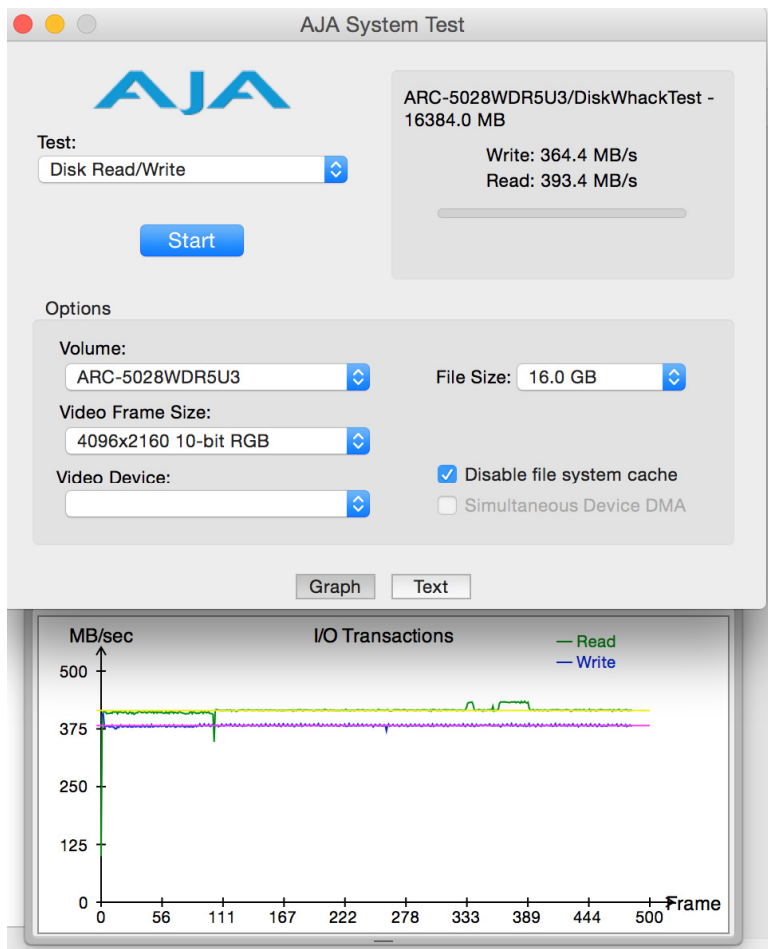 AJA System Test
AJA
Test:
Disk Read/Write
Start
ARC-5028WDR5U3/DiskWhackTest -
16384.0 MB
Write: 364.4 MB/s
Read: 393.4 MB/s
Options
Volume:
ARC-5028WDR5U3
File Size: 16.0 GB
Video Frame Size:
4096x2160 10-bit RGB
Video Device:
Disable file system cache
Simultaneous Device DMA
Graph Text
MB/sec I/O Transactions
Read
Write
500
375
250
125
0
0 56 111 167 222 278 333 389 444 500 Frame